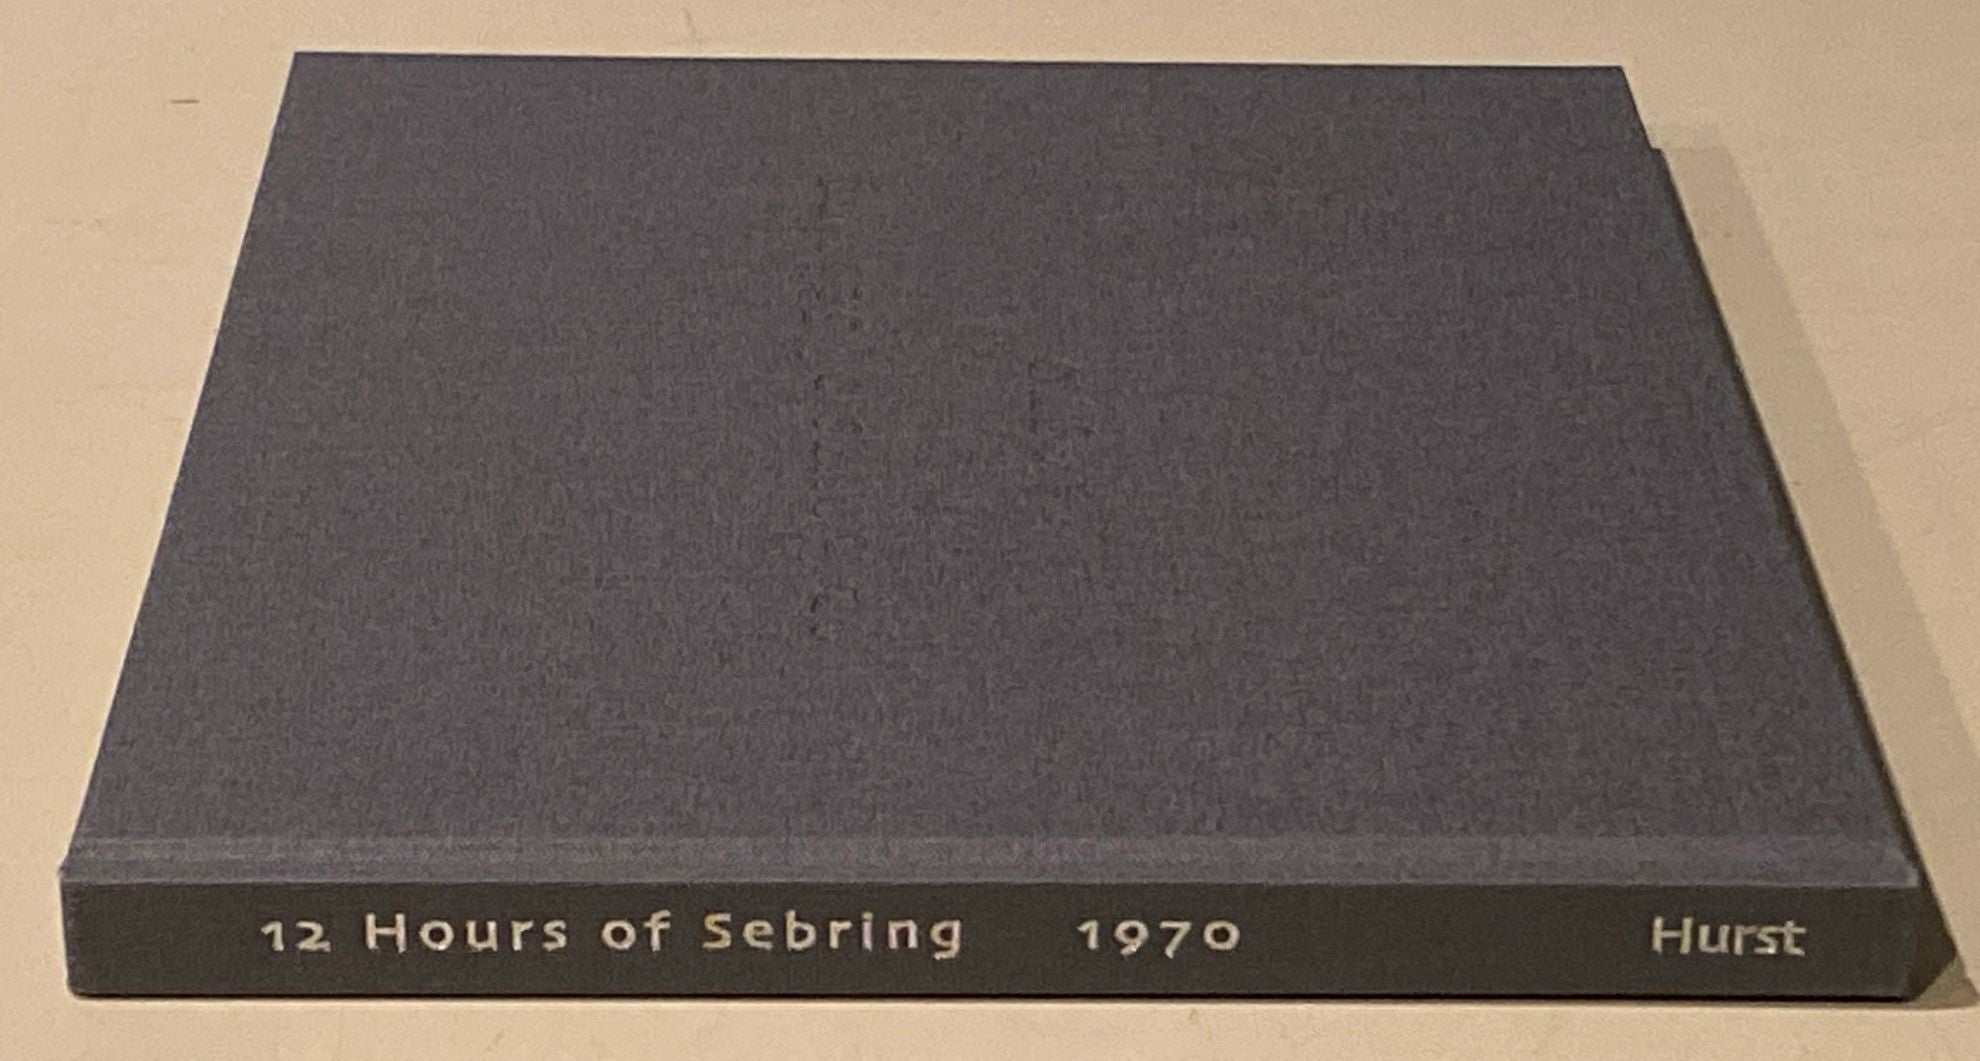 12 Hours of Sebring 1970 Hurst